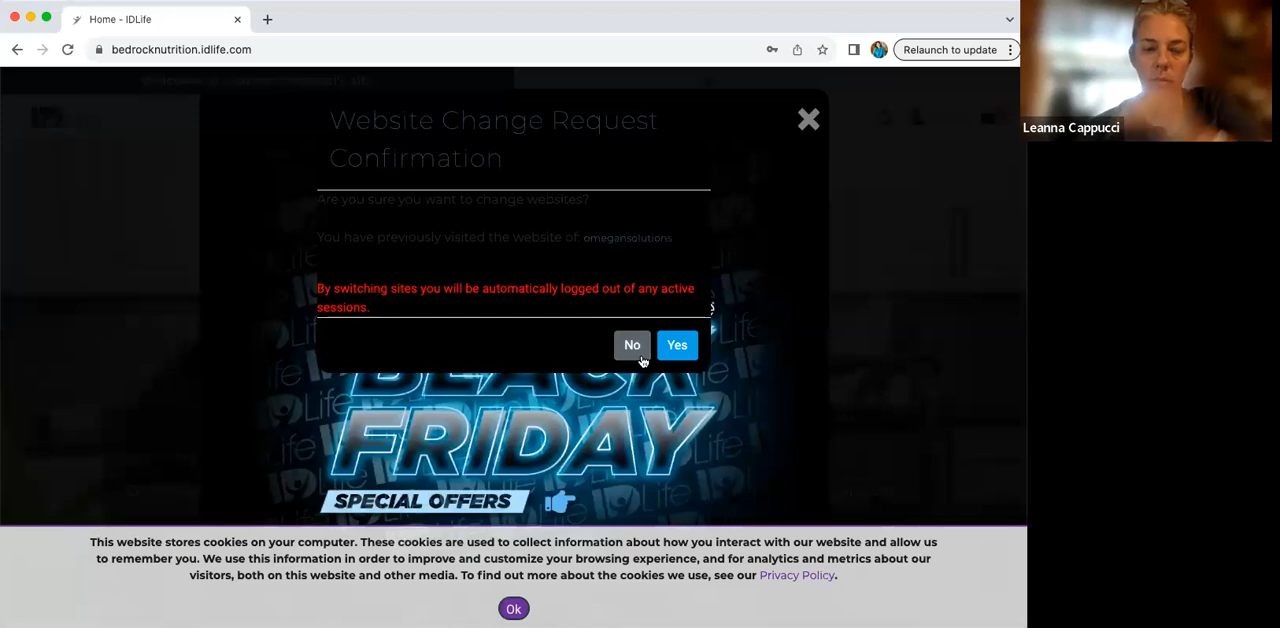 Home - IDLife
bedrocknutrition.idlife.com
Relaunch to update
Leanna Cappucci
Website Change Request
Confirmation
Are you sure you want to change websites?
You have previously visited the website of: omegansolutions
By switching sites you will be automatically logged out of any active
sessions.
No
Yes
BLACK
FRIDAY
SPECIAL OFFERS
This website stores cookies on your computer. These cookies are used to collect information about how you interact with our website and allow us
to remember you. We use this information in order to improve and customize your browsing experience, and for analytics and metrics about our
visitors, both on this website and other media. To find out more about the cookies we use, see our Privacy Policy.
Ok